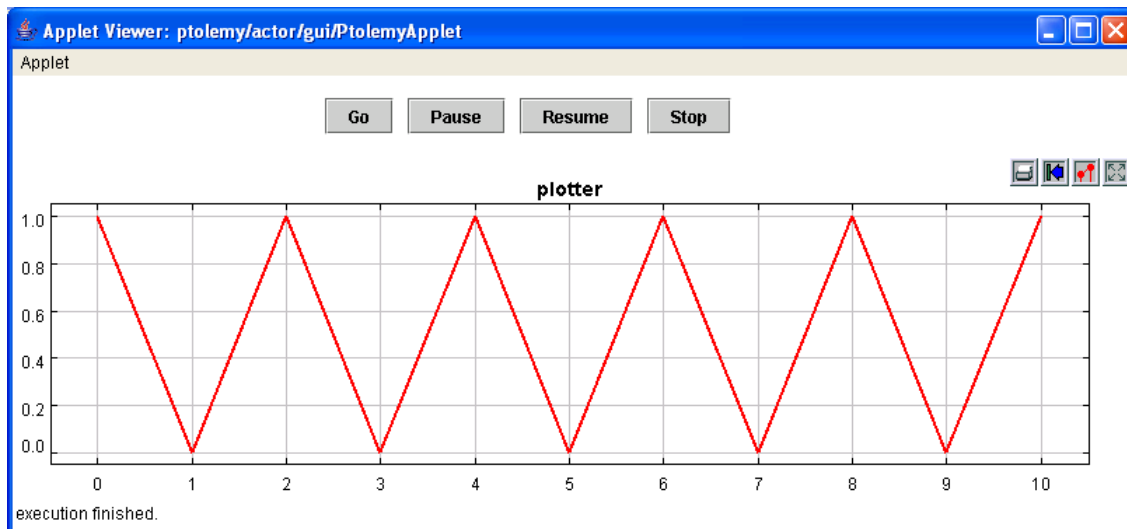 Applet Viewer: ptolemy/actor/gui/PtolemyApplet
Applet
Go Pause Resume Stop
plotter
1.0
0.8
0.6
0.4
0.2
0.0
0 1 2 3 4 5 6 7 8 9 10
execution finished.